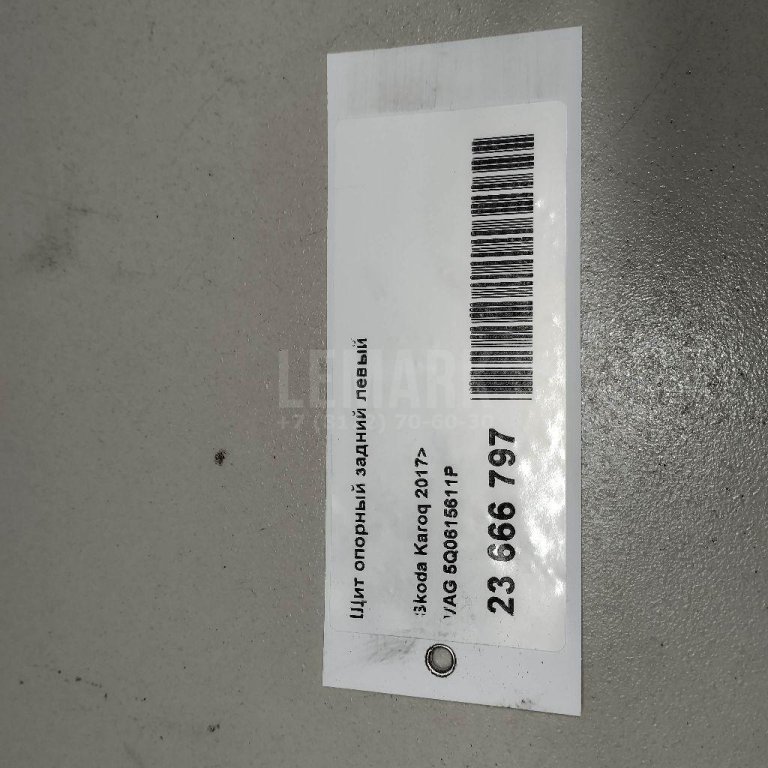 Щит опорный задний левый
Skoda Karoq 2017>
VAG 5Q0615611P
23 666 797